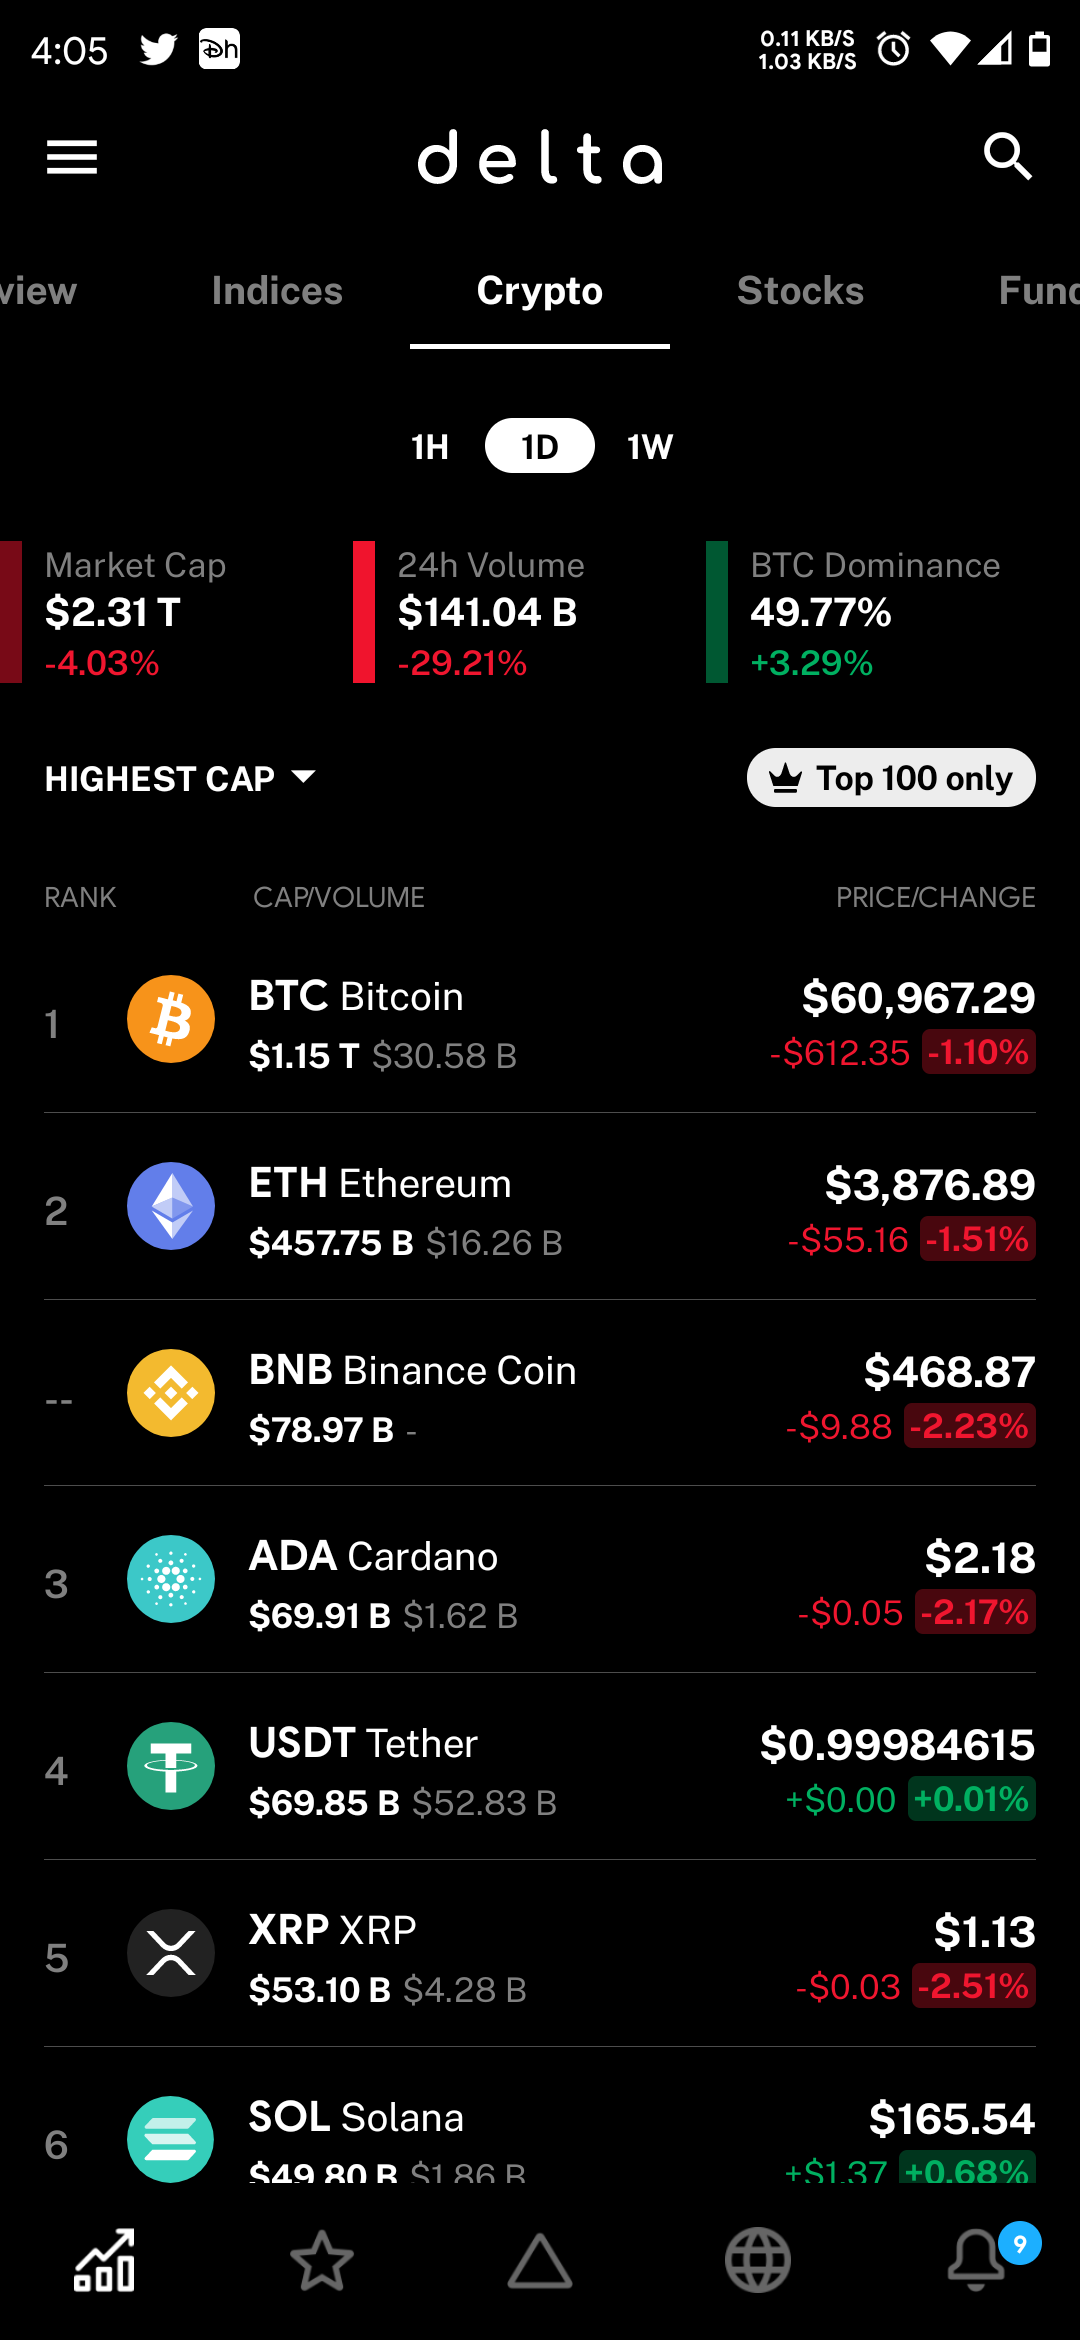 4:05 Dh 0.11 KB/S
1.03 KB/S
delta
view Indices Crypto Stocks Fund
1H 1D 1W
Market Cap 24h Volume BTC Dominance
$2.31 T $141.04 B 49.77%
-4.03% -29.21% +3.29%
HIGHEST CAP Top 100 only
RANK CAP/VOLUME PRICE/CHANGE
1 BTC Bitcoin $60,967.29
$1.15 T $30.58 B -$612.35 -1.10%
2 ETH Ethereum $3,876.89
$457.75 B $16.26 B -$55.16 -1.51%
-- BNB Binance Coin $468.87
$78.97 B - -$9.88 -2.23%
3 ADA Cardano $2.18
$69.91 B $1.62 B -$0.05 -2.17%
4 USDT Tether $0.99984615
$69.85 B $52.83 B +$0.00 +0.01%
5 XRP XRP $1.13
$53.10 B $4.28 B -$0.03 -2.51%
6 SOL Solana $165.54
$49.80 B $1.86 B +$1.37 +0.68%
9